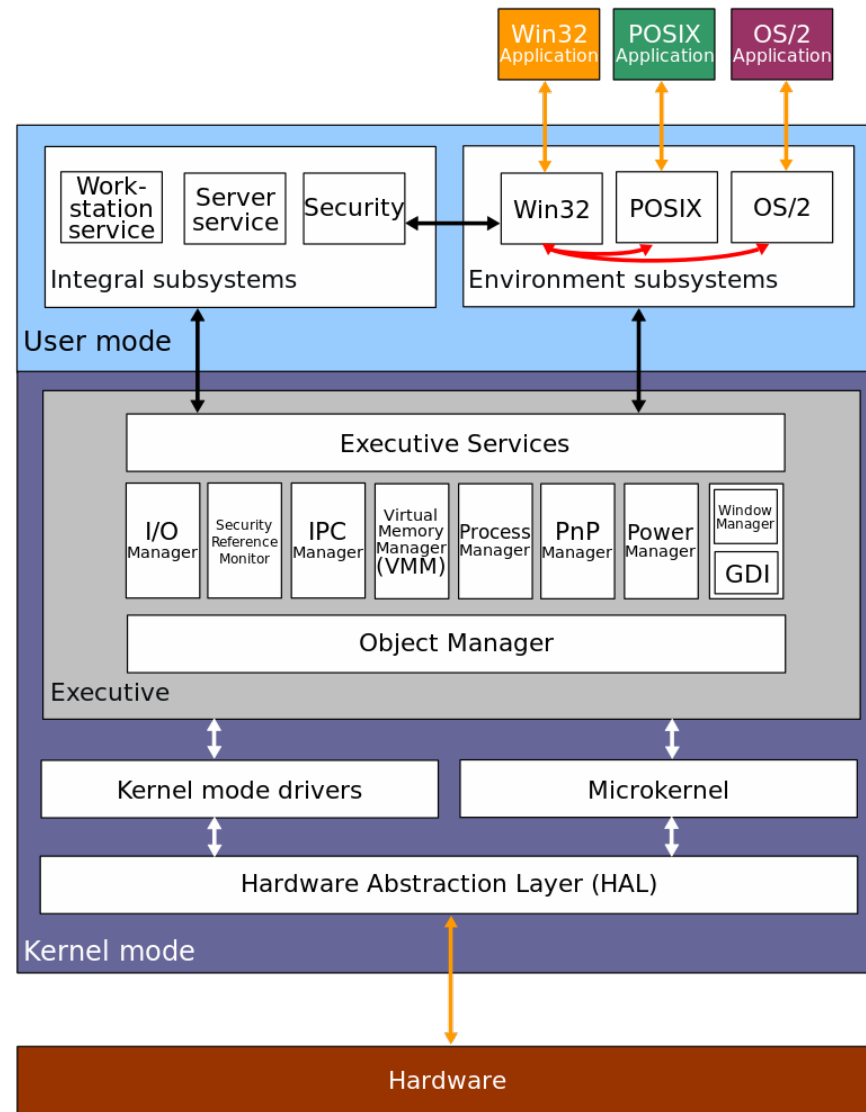 Win32
Application
POSIX
Application
OS/2
Application
Work-
station
service
Server
service
Security
Integral subsystems
Win32
POSIX
OS/2
Environment subsystems
User mode
Executive Services
I/O
Manager
Security
Reference
Monitor
IPC
Manager
Virtual
Memory
Manager
(VMM)
Process
Manager
PnP
Manager
Power
Manager
Window
Manager
GDI
Object Manager
Executive
Kernel mode drivers
Microkernel
Hardware Abstraction Layer (HAL)
Kernel mode
Hardware